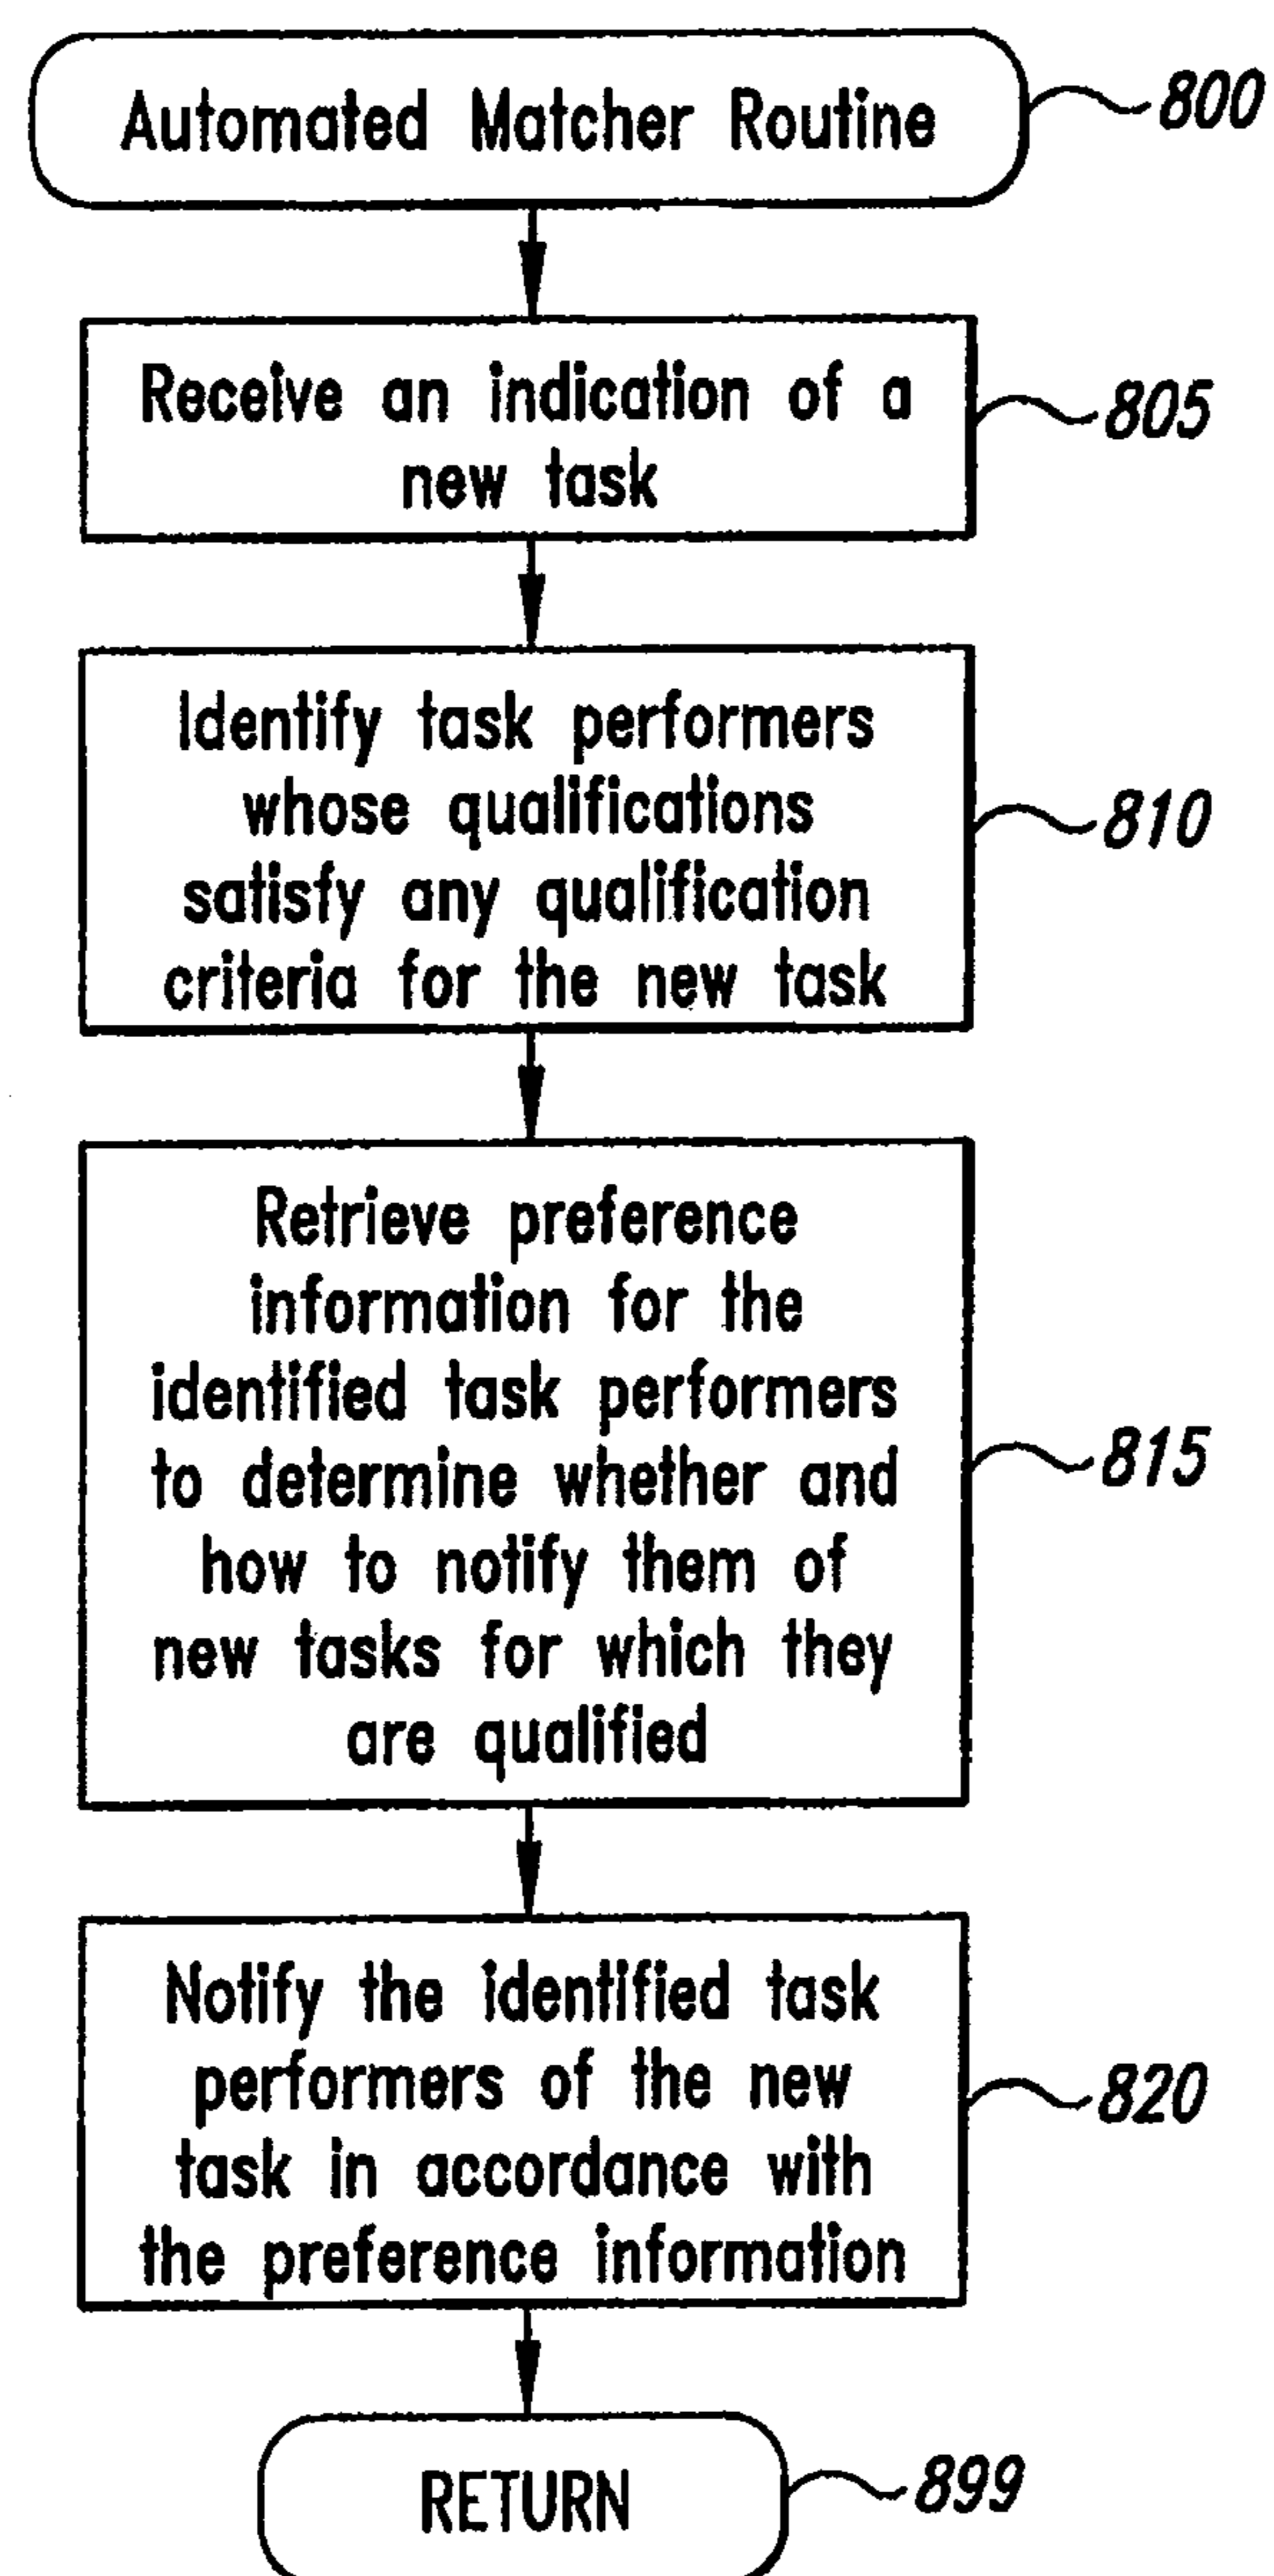 Automated Matcher Routine
800
Receive an indication of a
new task
805
Identify task performers
whose qualifications
satisfy any qualification
criteria for the new task
810
Retrieve preference
information for the
identified task performers
to determine whether and
how to notify them of
new tasks for which they
are qualified
815
Notify the identified task
performers of the new
task in accordance with
the preference information
820
RETURN
899